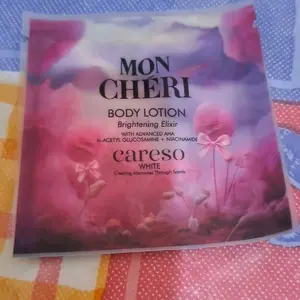 MON
CHÉRI
BODY LOTION
Brightening Elixir
WITH ADVANCED AHA
N-ACETYL GLUCOSAMINE + NIACINAMIDE
careso
WHITE
Creating Memories Through Scents